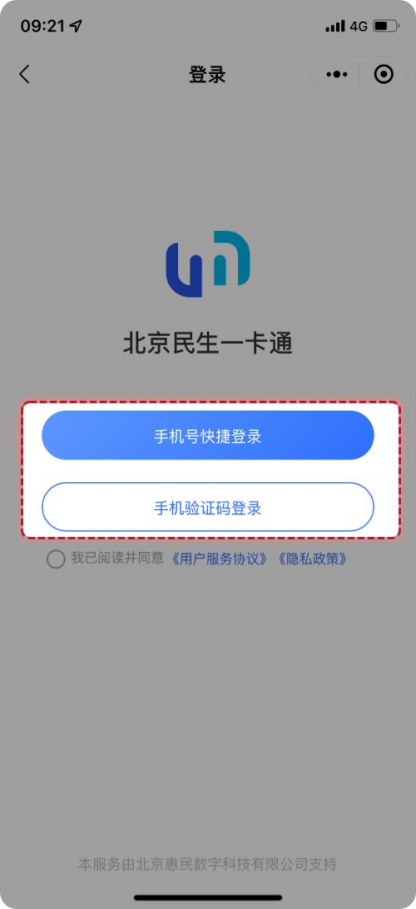 09:21
4G
登录
北京民生一卡通
手机号快捷登录
手机验证码登录
我已阅读并同意 《用户服务协议》《隐私政策》
本服务由北京惠民数字科技有限公司支持